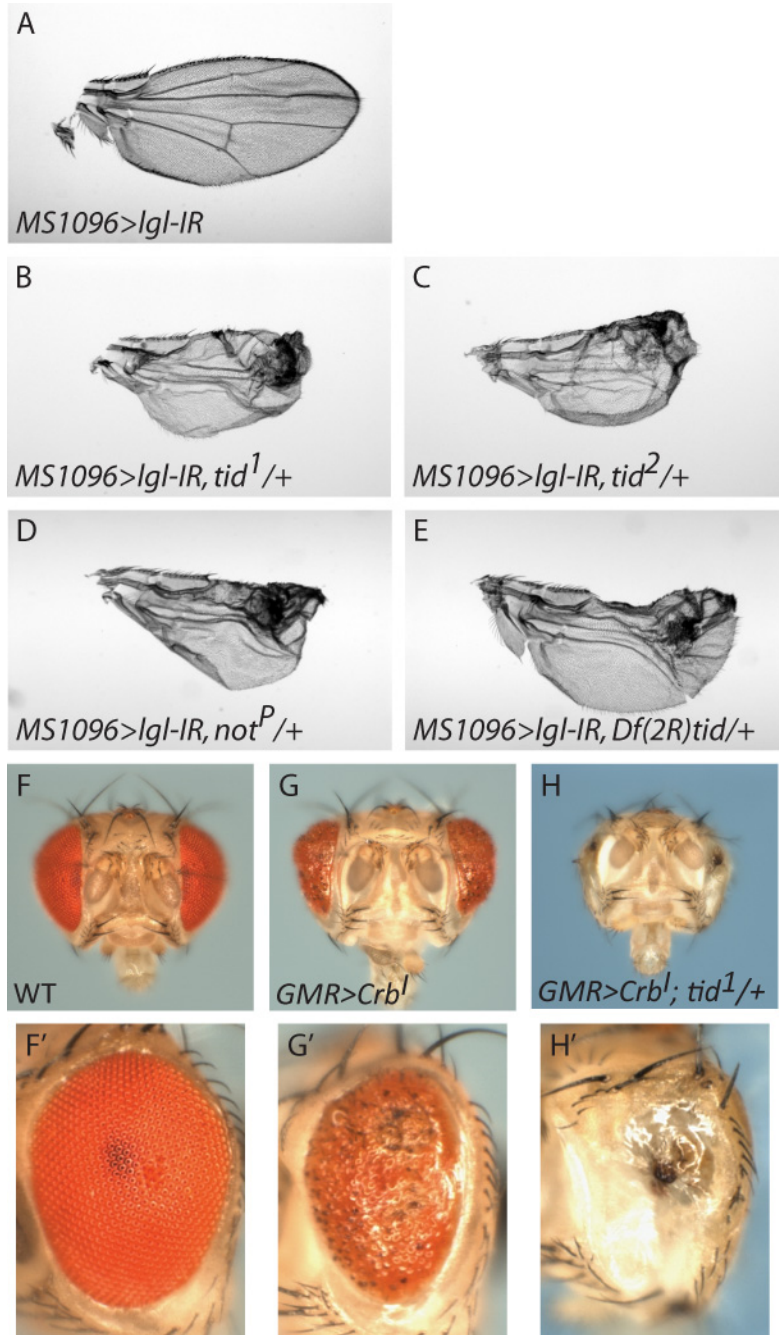 A
MS1096>lgl-IR
B
C
MS1096>lgl-IR, tid1/+
MS1096>lgl-IR, tid2/+
D
E
MS1096>lgl-IR, notP/+
MS1096>lgl-IR, Df(2R)tid/+
F
G
H
WT
GMR>CrbI
GMR>CrbI; tid1/+
F'
G'
H'